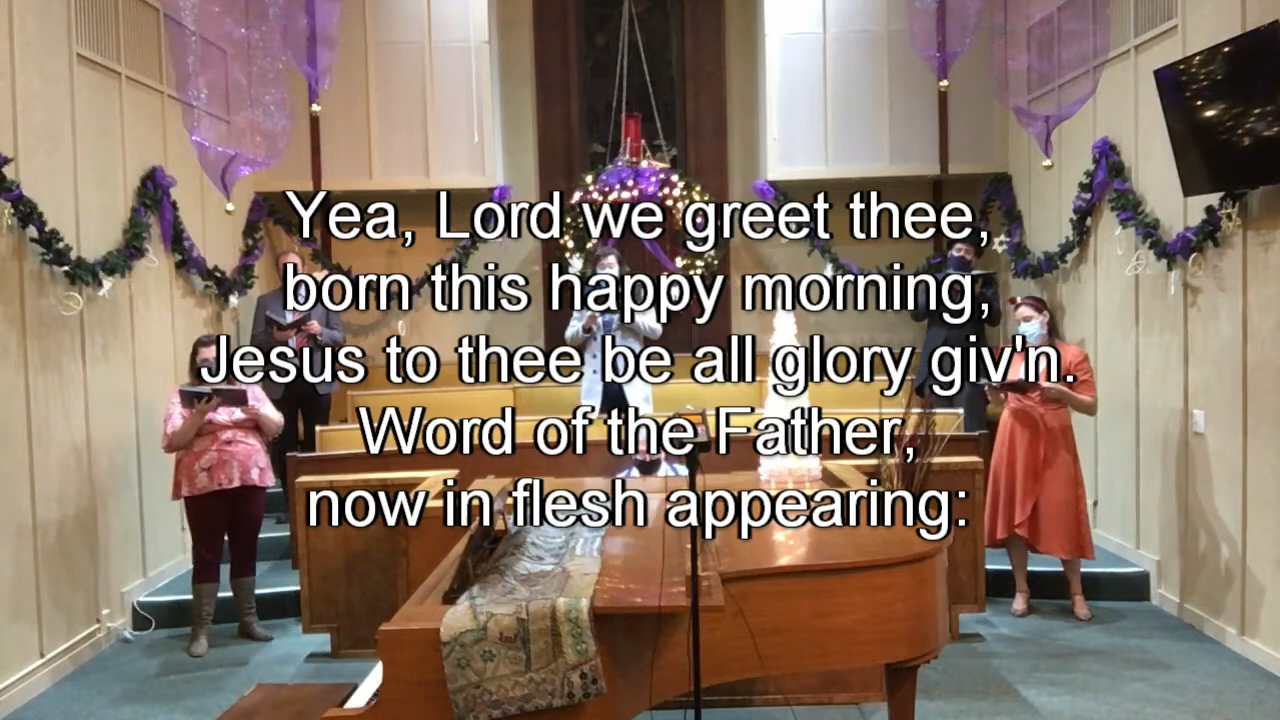 Yea, Lord we greet thee,
born this happy morning,
Jesus to thee be all glory giv'n.
Word of the Father,
now in flesh appearing: